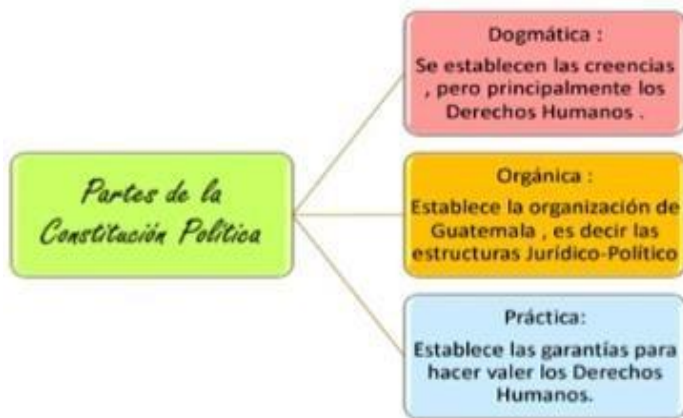 Partes de la
Constitución Política
Dogmática :
Se establecen las creencias
, pero principalmente los
Derechos Humanos .
Orgánica :
Establece la organización de
Guatemala , es decir las
estructuras Jurídico-Político
Práctica:
Establece las garantías para
hacer valer los Derechos
Humanos.